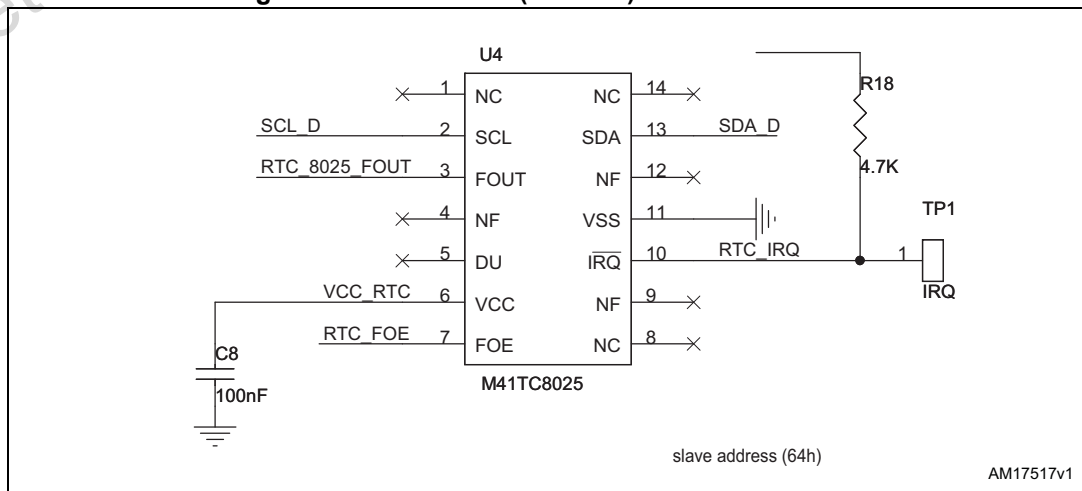 U4
R18
4.7K
TP1
1
IRQ
1 NC NC 14
SCL_D 2 SCL SDA 13 SDA_D
RTC_8025_FOUT 3 FOUT NF 12
4 NF VSS 11
5 DU IRQ 10 RTC_IRQ
VCC_RTC 6 VCC NF 9
RTC_FOE 7 FOE NC 8
C8
100nF
M41TC8025
slave address (64h)
AM17517v1